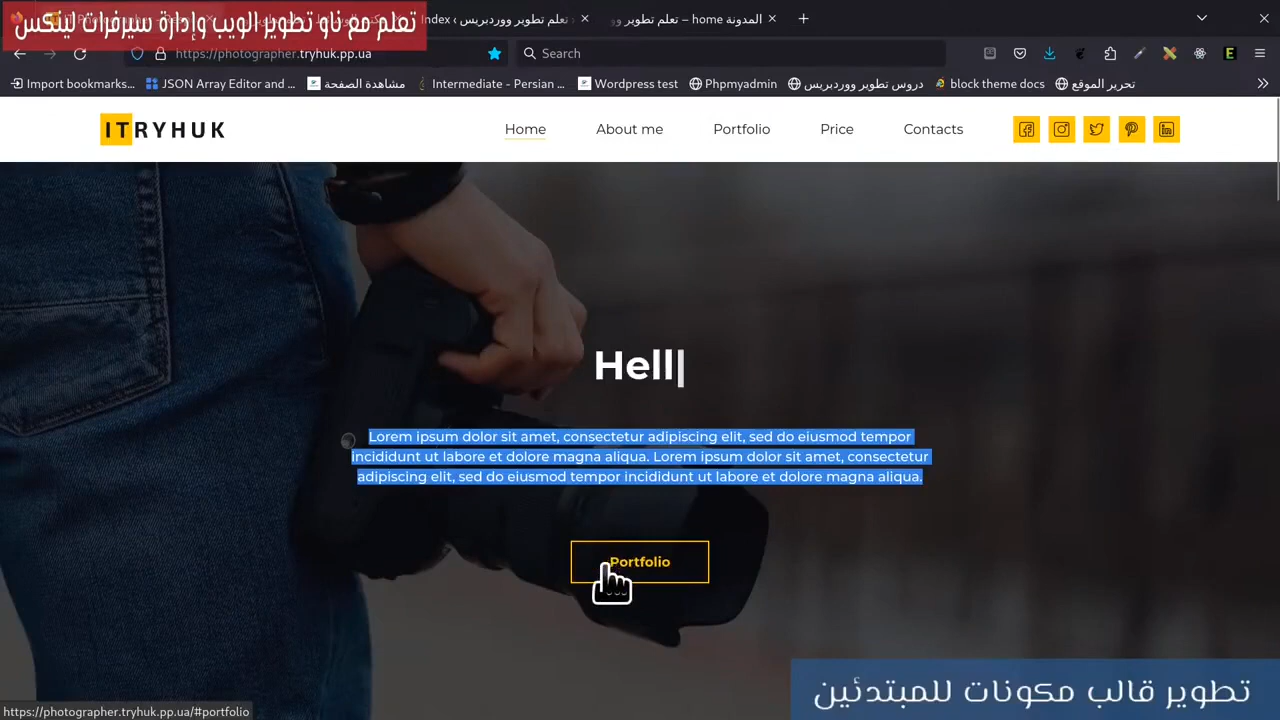 تعلم مع ناو تطوير الويب وإدارة سيرفرات لينكس
Index ‹ تعلم تطوير ووردبريس
المدونة home – تعلم تطوير وور
https://photographer.tryhuk.pp.ua
Search
Import bookmarks...
JSON Array Editor and ...
مشاهدة الصفحة
Intermediate - Persian ...
Wordpress test
Phpmyadmin
دروس تطوير ووردبريس
block theme docs
تحرير الموقع
ITRYHUK
Home
About me
Portfolio
Price
Contacts
Hell|
Lorem ipsum dolor sit amet, consectetur adipiscing elit, sed do eiusmod tempor
incididunt ut labore et dolore magna aliqua. Lorem ipsum dolor sit amet, consectetur
adipiscing elit, sed do eiusmod tempor incididunt ut labore et dolore magna aliqua.
Portfolio
تطوير قالب مكونات للمبتدئين
https://photographer.tryhuk.pp.ua/#portfolio